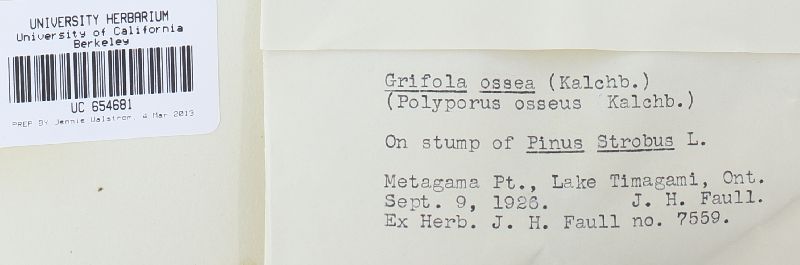 UNIVERSITY HERBARIUM
University of California
Berkeley
UC 654681
PREP BY Jennie Walstrom, 4 Mar 2013
Grifola ossea (Kalchb.)
(Polyporus osseus Kalchb.)
On stump of Pinus Strobus L.
Metagama Pt., Lake Timagami, Ont.
Sept. 9, 1926. J. H. Faull.
Ex Herb. J. H. Faull no. 7559.